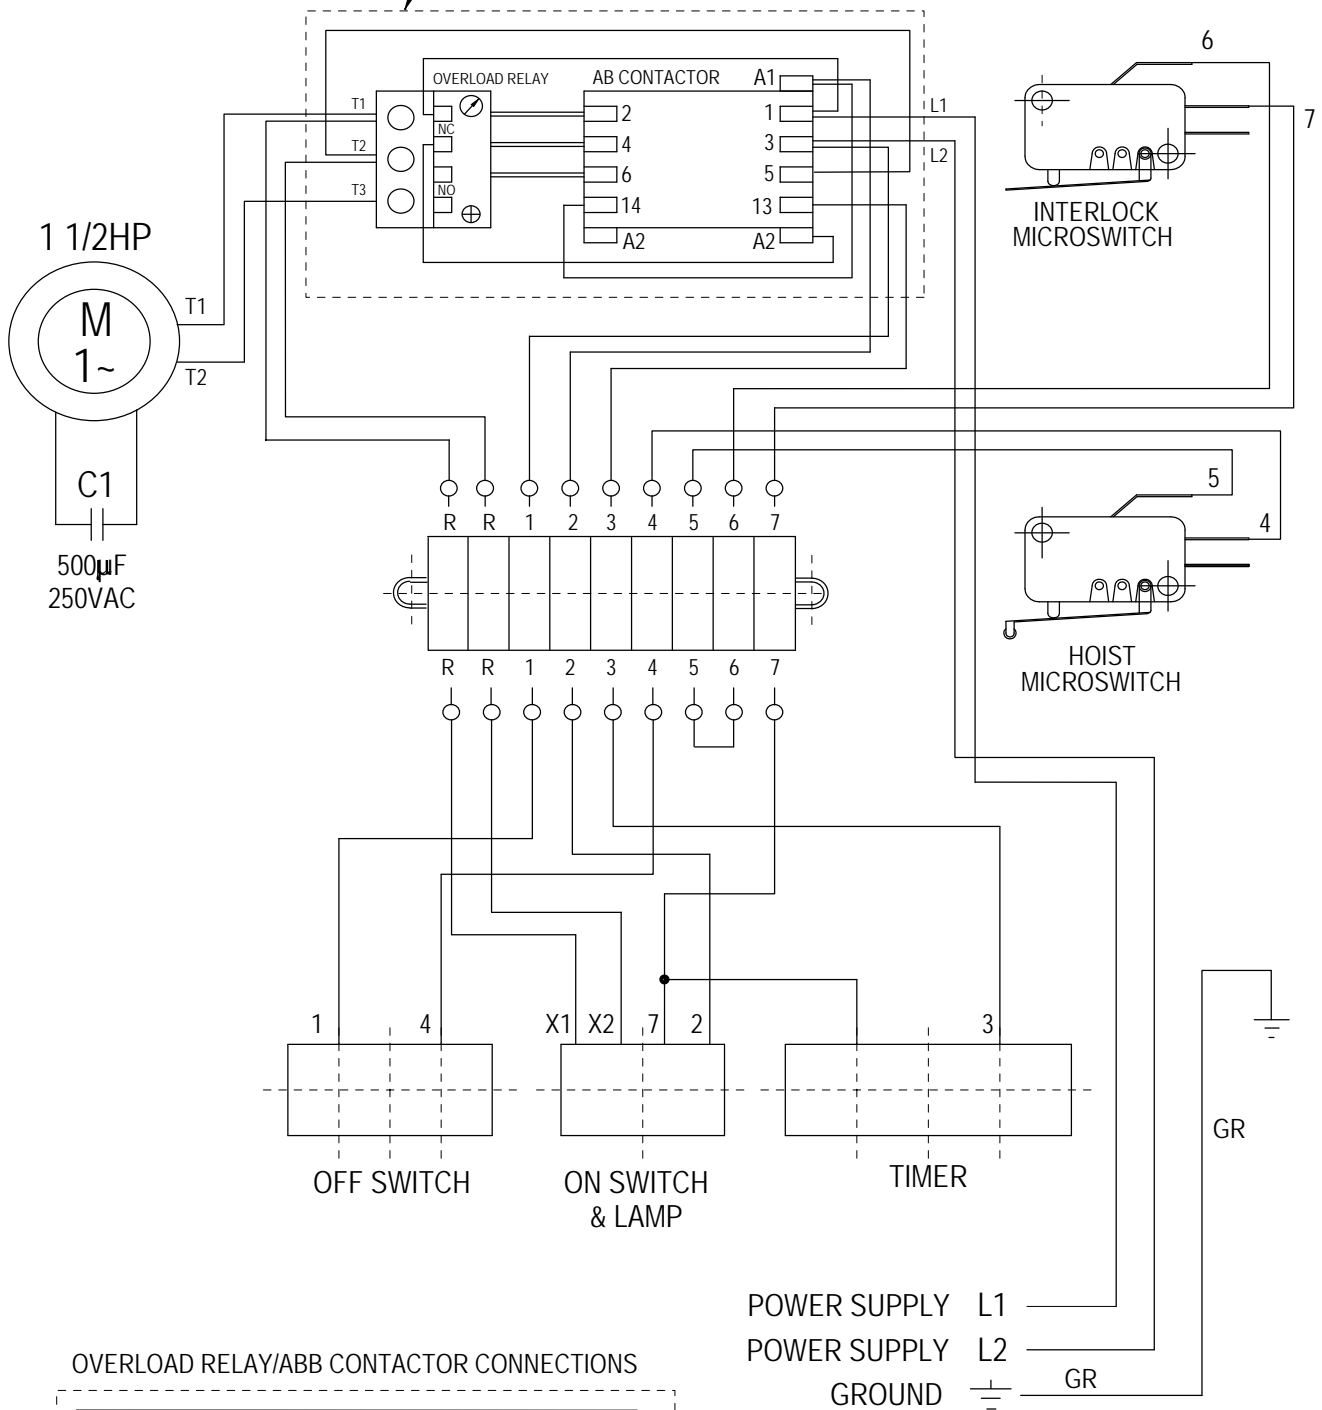 6
OVERLOAD RELAY
AB CONTACTOR
A1
T1
2
1
L1
7
NC
T2
4
3
L2
6
5
T3
NO
14
13
INTERLOCK
MICROSWITCH
A2
A2
1 1/2HP
T1
M
1~
T2
C1
5
4
500µF
250VAC
R R 1 2 3 4 5 6 7
HOIST
MICROSWITCH
R R 1 2 3 4 5 6 7
1 4
X1 X2 7 2
3
GR
OFF SWITCH
ON SWITCH
& LAMP
TIMER
POWER SUPPLY L1
POWER SUPPLY L2
GROUND
GR
OVERLOAD RELAY/ABB CONTACTOR CONNECTIONS